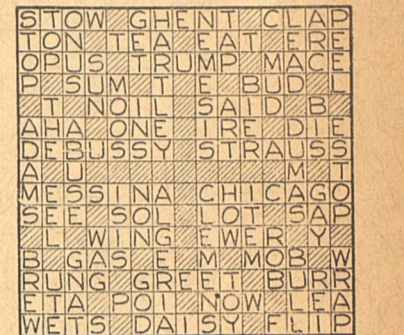 STOW GHENT CLAP
TON TEA EAT ERE
OPUS TRUMP MACE
P SUM T E BUD L
T NOIL SAID B
AHA ONE IRE DIE
DEBUSSY STRAUSS
A U M T
MESSINA CHICAGO
SEE SOL LOT SAP
L WING EWER Y
B GAS E M MOB W
RUNG GREET BURR
ETA POI NOW LEA
WETS DAISY FLIP